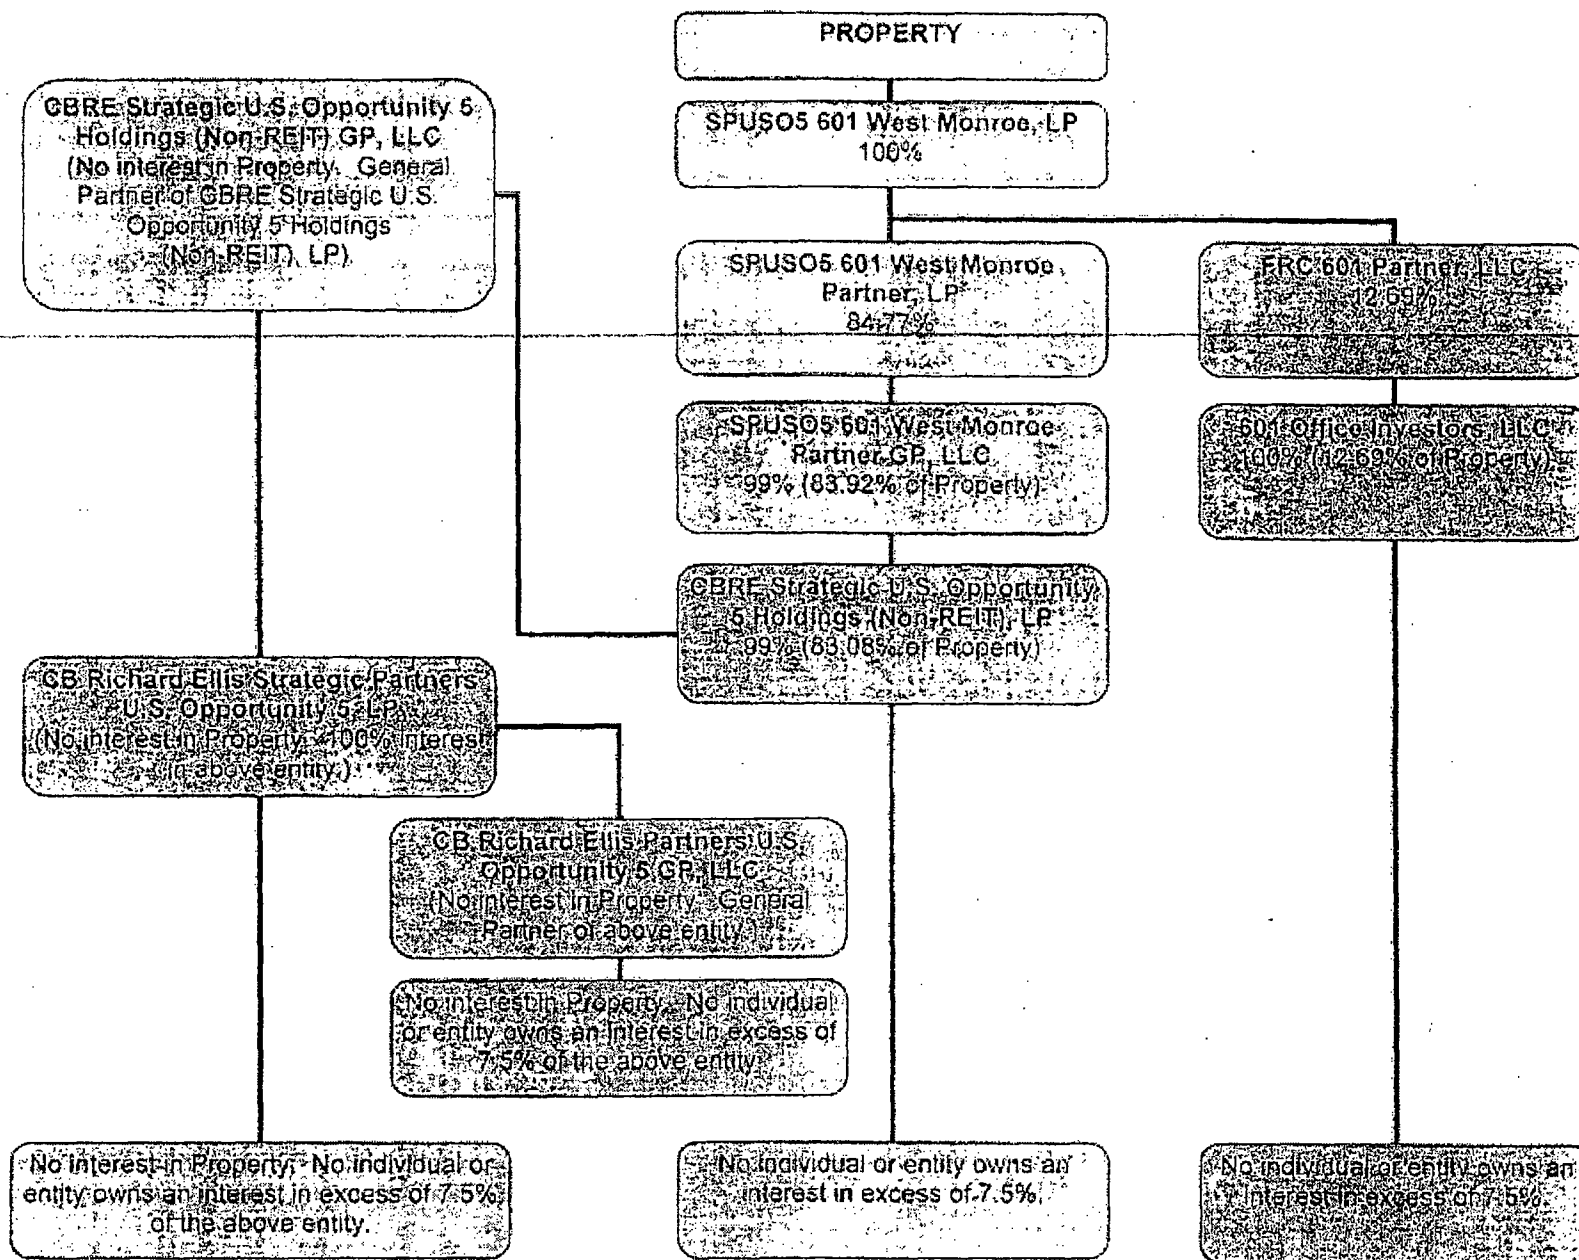 PROPERTY
SPUSO5 601 West Monroe, LP
100%
CBRE Strategic U.S. Opportunity 5
Holdings (Non-REIT) GP, LLC
(No interest in Property. General
Partner of CBRE Strategic U.S.
Opportunity 5 Holdings
(Non-REIT), LP)
SPUSO5 601 West Monroe
Partner, LP
84.77%
FRC 601 Partner, LLC
12.69%
SPUSO5 601 West Monroe
Partner GP, LLC
99% (83.92% of Property)
601 Office Investors, LLC
100% (12.69% of Property)
CBRE Strategic U.S. Opportunity
5 Holdings (Non-REIT), LP
99% (83.08% of Property)
CB Richard Ellis Strategic Partners
U.S. Opportunity 5, LP
(No interest in Property. 100% interest
in above entity.)
CB Richard Ellis Partners U.S.
Opportunity 5 GP, LLC
(No interest in Property. General
Partner of above entity.)
No interest in Property. No individual
or entity owns an interest in excess of
7.5% of the above entity.
No interest in Property. No individual or
entity owns an interest in excess of 7.5%
of the above entity.
No individual or entity owns an
interest in excess of 7.5%.
No individual or entity owns an
interest in excess of 7.5%.